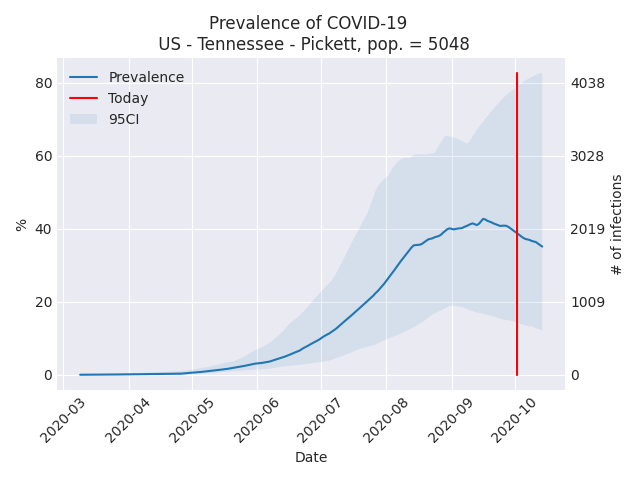 Prevalence of COVID-19
US - Tennessee - Pickett, pop. = 5048
Prevalence
Today
95CI
%
80
60
40
20
0
4038
3028
2019
1009
0
# of infections
2020-03
2020-04
2020-05
2020-06
2020-07
2020-08
2020-09
2020-10
Date